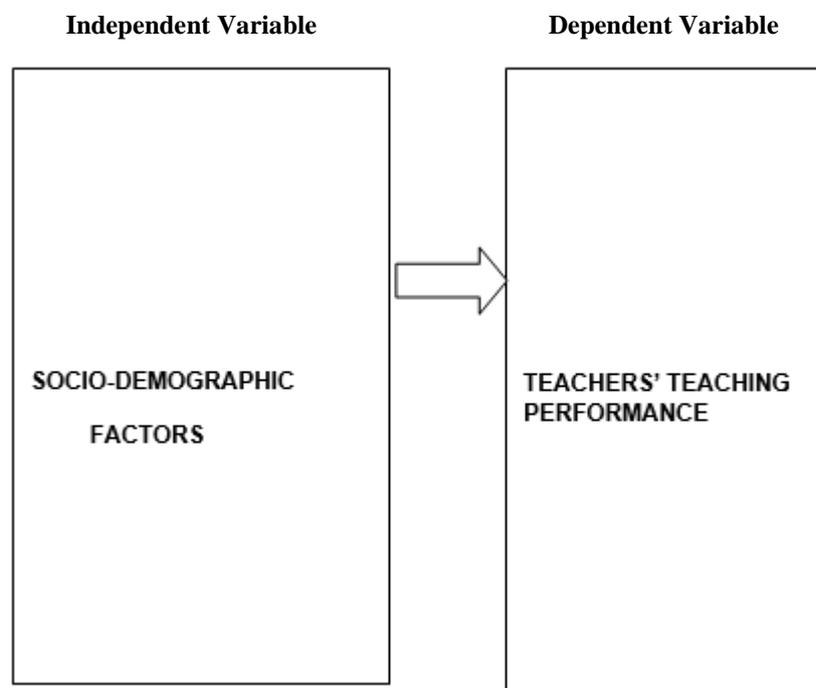 Independent Variable
Dependent Variable
SOCIO-DEMOGRAPHIC
FACTORS
TEACHERS’ TEACHING
PERFORMANCE